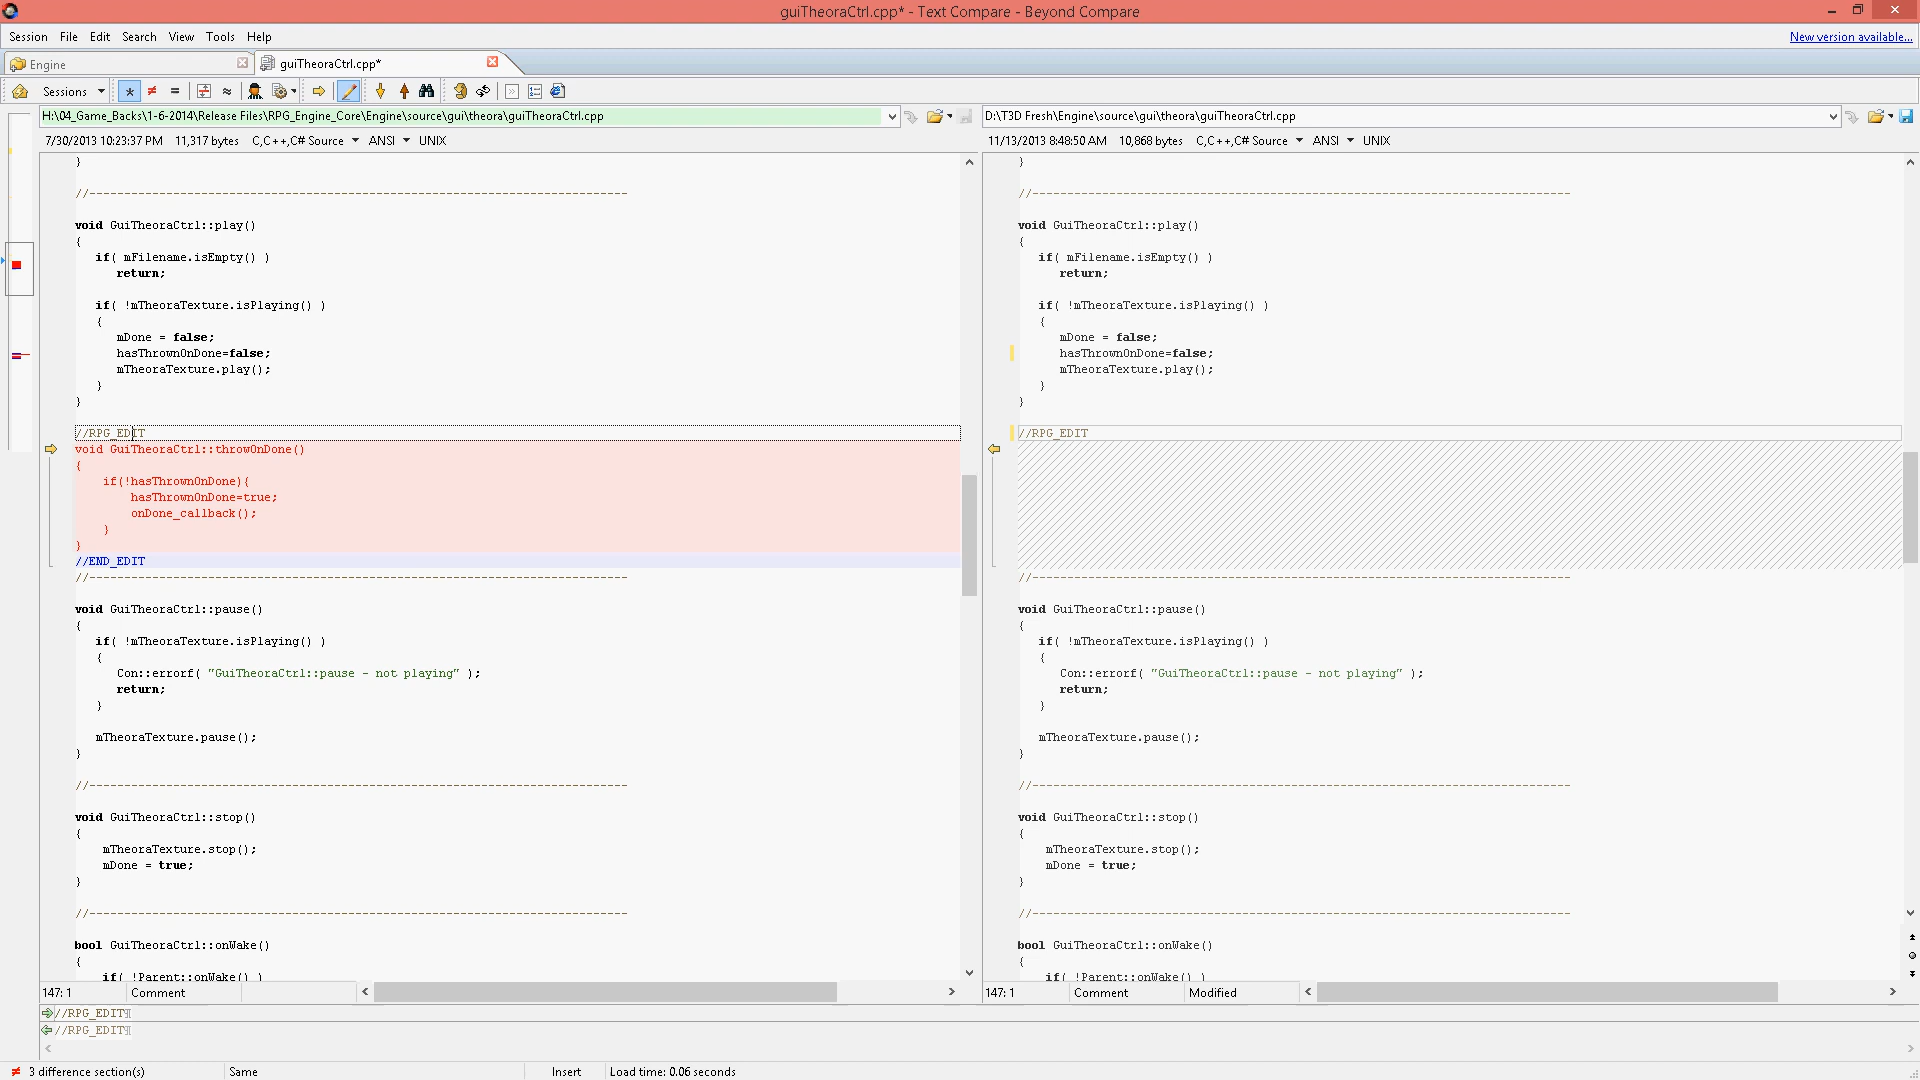 guiTheoraCtrl.cpp* - Text Compare - Beyond Compare
Session File Edit Search View Tools Help
New version available...
Engine guiTheoraCtrl.cpp*
Sessions
H:\04_Game_Backs\1-6-2014\Release Files\RPG_Engine_Core\Engine\source\gui\theora\guiTheoraCtrl.cpp
7/30/2013 10:23:37 PM 11,317 bytes C,C++,C# Source ANSI UNIX
}
//------------------------------------------------------------------------------
void GuiTheoraCtrl::play()
{
if( mFilename.isEmpty() )
return;
if( !mTheoraTexture.isPlaying() )
{
mDone = false;
hasThrownOnDone=false;
mTheoraTexture.play();
}
}
//RPG_EDIT
void GuiTheoraCtrl::throwOnDone()
{
if(!hasThrownOnDone){
hasThrownOnDone=true;
onDone_callback();
}
}
//END_EDIT
//------------------------------------------------------------------------------
void GuiTheoraCtrl::pause()
{
if( !mTheoraTexture.isPlaying() )
{
Con::errorf( "GuiTheoraCtrl::pause - not playing" );
return;
}
mTheoraTexture.pause();
}
//------------------------------------------------------------------------------
void GuiTheoraCtrl::stop()
{
mTheoraTexture.stop();
mDone = true;
}
//------------------------------------------------------------------------------
bool GuiTheoraCtrl::onWake()
{
if( !Parent::onWake() )
147: 1 Comment
D:\T3D Fresh\Engine\source\gui\theora\guiTheoraCtrl.cpp
11/13/2013 8:48:50 AM 10,868 bytes C,C++,C# Source ANSI UNIX
}
//------------------------------------------------------------------------------
void GuiTheoraCtrl::play()
{
if( mFilename.isEmpty() )
return;
if( !mTheoraTexture.isPlaying() )
{
mDone = false;
hasThrownOnDone=false;
mTheoraTexture.play();
}
}
//RPG_EDIT
//------------------------------------------------------------------------------
void GuiTheoraCtrl::pause()
{
if( !mTheoraTexture.isPlaying() )
{
Con::errorf( "GuiTheoraCtrl::pause - not playing" );
return;
}
mTheoraTexture.pause();
}
//------------------------------------------------------------------------------
void GuiTheoraCtrl::stop()
{
mTheoraTexture.stop();
mDone = true;
}
//------------------------------------------------------------------------------
bool GuiTheoraCtrl::onWake()
{
if( !Parent::onWake() )
147: 1 Comment Modified
//RPG_EDIT
//RPG_EDIT
3 difference section(s) Same Insert Load time: 0.06 seconds